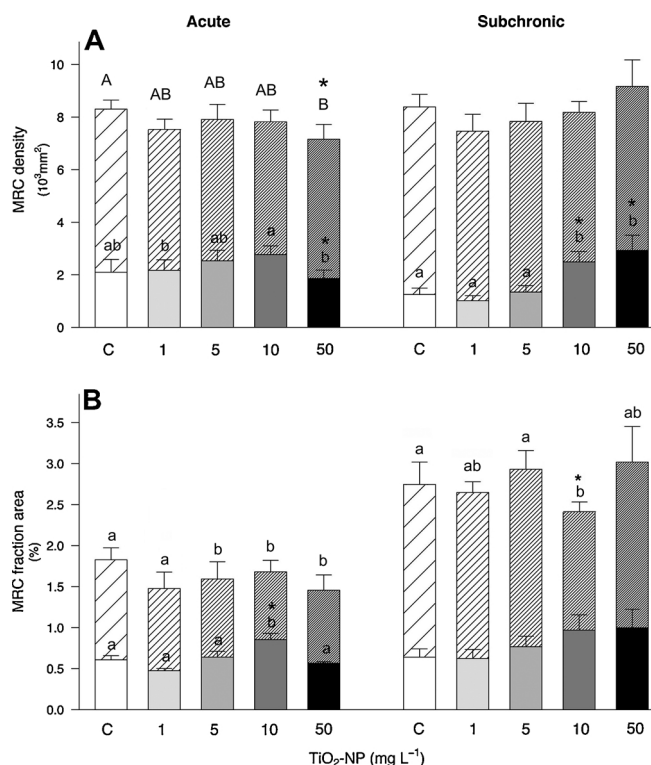 Acute Subchronic
A
MRC density
(10³mm²)
10
8
6
4
2
0
A AB AB AB * B
ab b ab a * b
a a a * b * b
C 1 5 10 50 C 1 5 10 50
B
MRC fraction area
(%)
3.5
3.0
2.5
2.0
1.5
1.0
0.5
0.0
a a b b b
a a a * b a
a ab a * b ab
C 1 5 10 50 C 1 5 10 50
TiO₂-NP (mg L⁻¹)